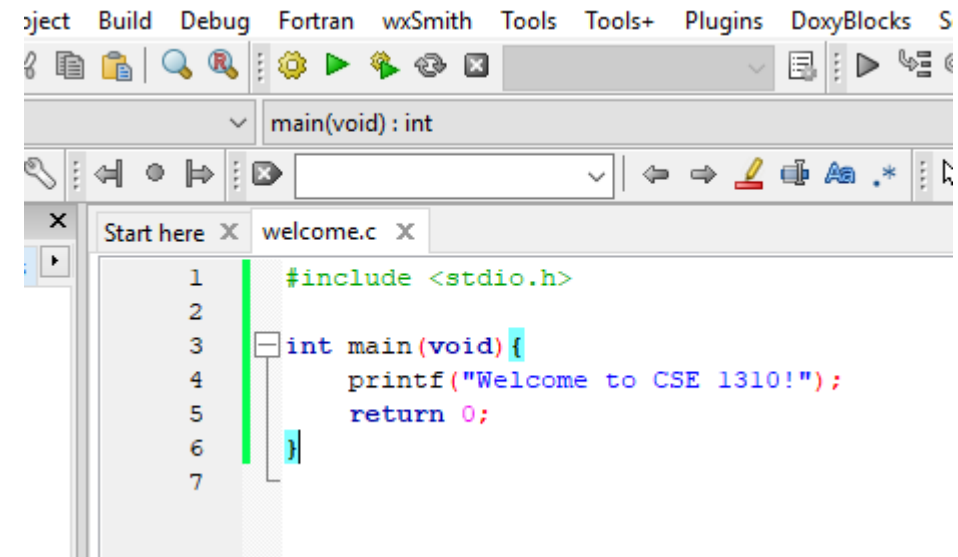 Build Debug Fortran wxSmith Tools Tools+ Plugins DoxyBlocks
main(void) : int
Aa .*
Start here welcome.c
1 #include <stdio.h>
2
3 int main(void){
4 printf("Welcome to CSE 1310!");
5 return 0;
6 }
7